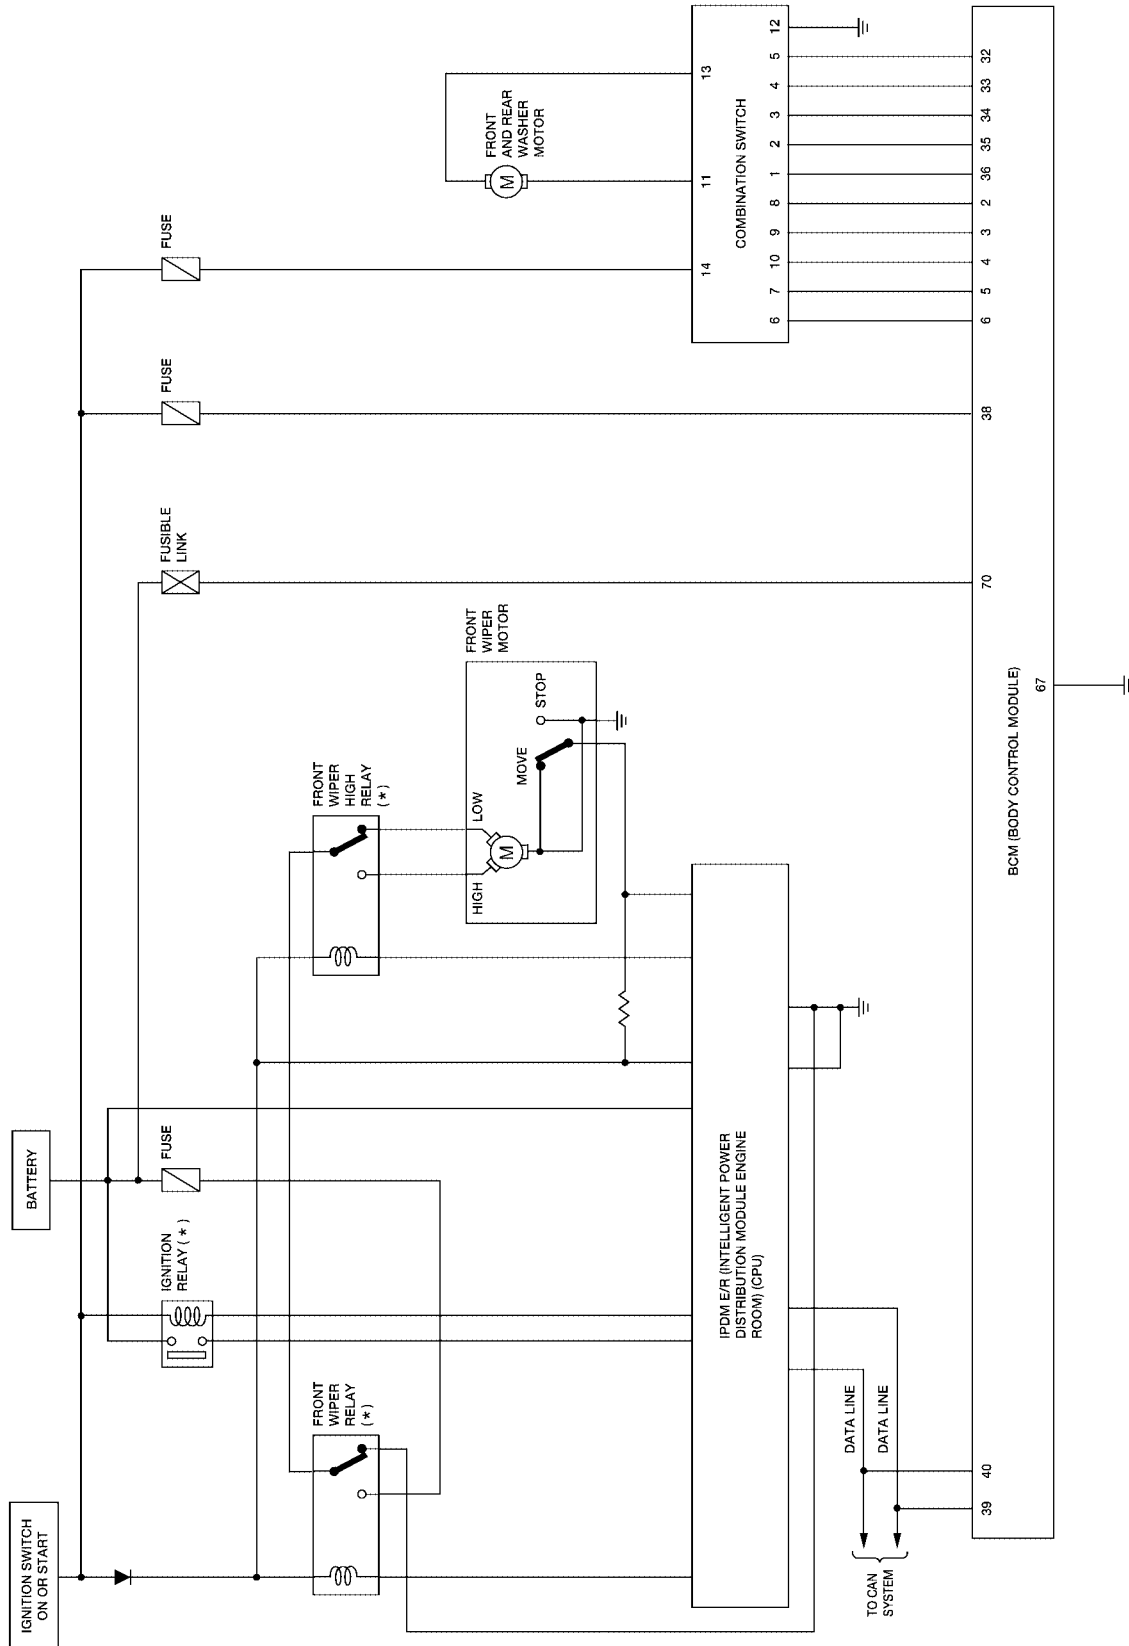 IGNITION SWITCH
ON OR START
BATTERY
IGNITION
RELAY ( * )
FUSE
FUSIBLE
LINK
FUSE
FUSE
FRONT
WIPER
RELAY
( * )
FRONT
WIPER
HIGH
RELAY
( * )
FRONT
WIPER
MOTOR
HIGH
LOW
M
MOVE
STOP
FRONT
AND REAR
WASHER
MOTOR
M
IPDM E/R (INTELLIGENT POWER
DISTRIBUTION MODULE ENGINE
ROOM) (CPU)
14
11
13
COMBINATION SWITCH
6 7 10 9 8 1 2 3 4 5 12
DATA LINE
DATA LINE
TO CAN
SYSTEM
39 40 70 38 6 5 4 3 2 36 35 34 33 32
BCM (BODY CONTROL MODULE)
67